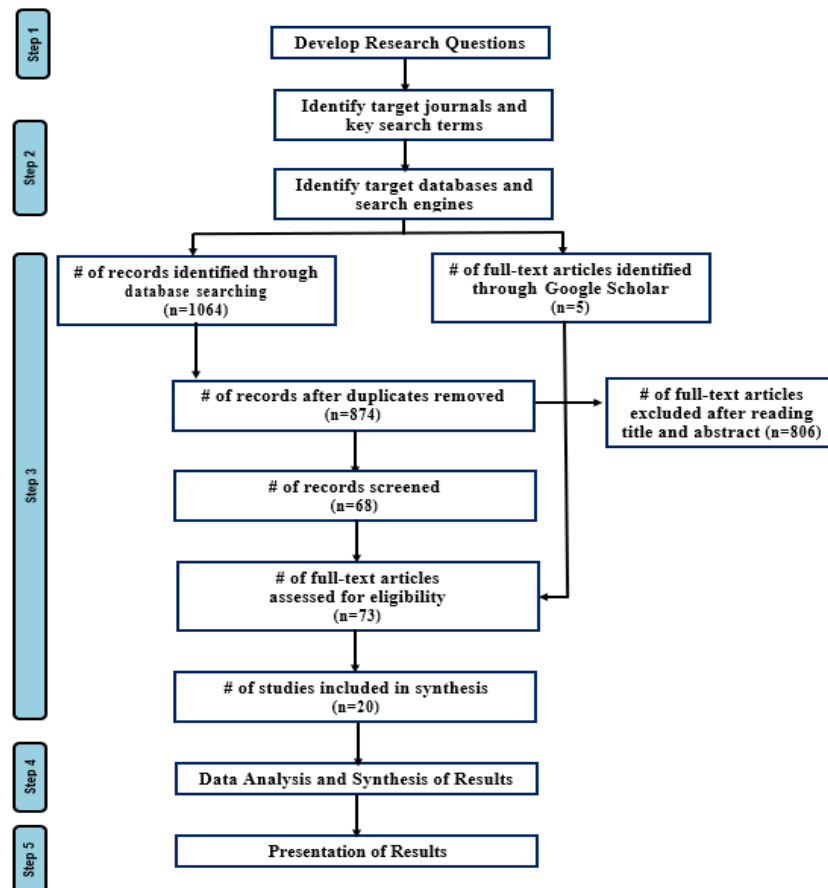 Step 1
Develop Research Questions
Step 2
Identify target journals and
key search terms
Identify target databases and
search engines
Step 3
# of records identified through
database searching
(n=1064)
# of full-text articles identified
through Google Scholar
(n=5)
# of records after duplicates removed
(n=874)
# of full-text articles
excluded after reading
title and abstract (n=806)
# of records screened
(n=68)
# of full-text articles
assessed for eligibility
(n=73)
# of studies included in synthesis
(n=20)
Step 4
Data Analysis and Synthesis of Results
Step 5
Presentation of Results